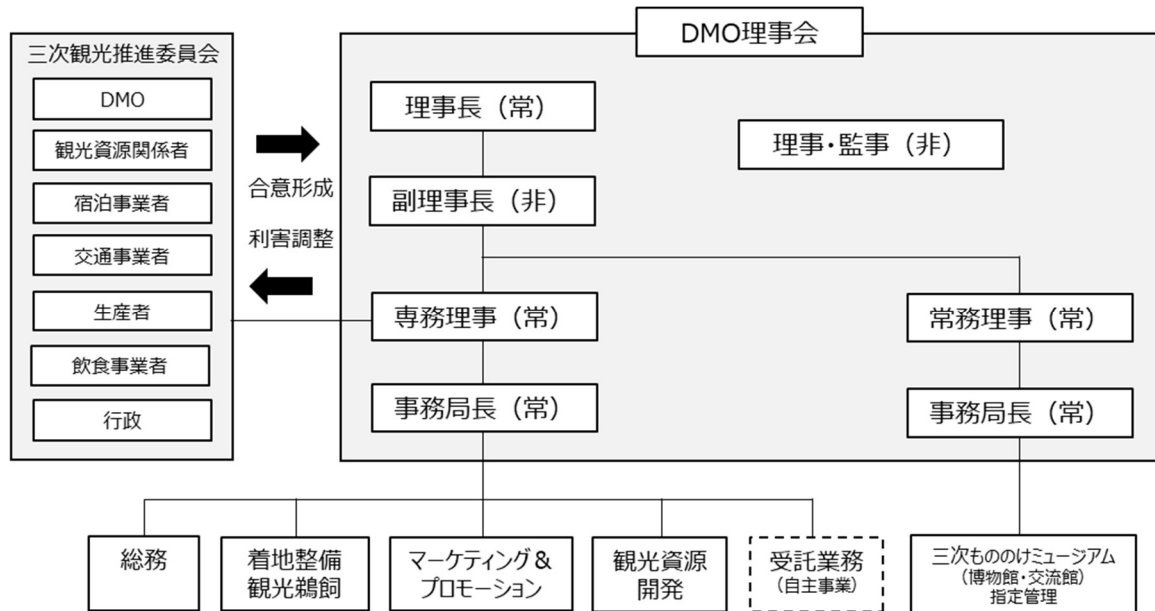 三次観光推進委員会
DMO
観光資源関係者
宿泊事業者
交通事業者
生産者
飲食事業者
行政
合意形成
利害調整
DMO理事会
理事長（常）
理事・監事（非）
副理事長（非）
専務理事（常）
常務理事（常）
事務局長（常）
事務局長（常）
総務
着地整備
観光鵜飼
マーケティング＆
プロモーション
観光資源
開発
受託業務
（自主事業）
三次もののけミュージアム
（博物館・交流館）
指定管理